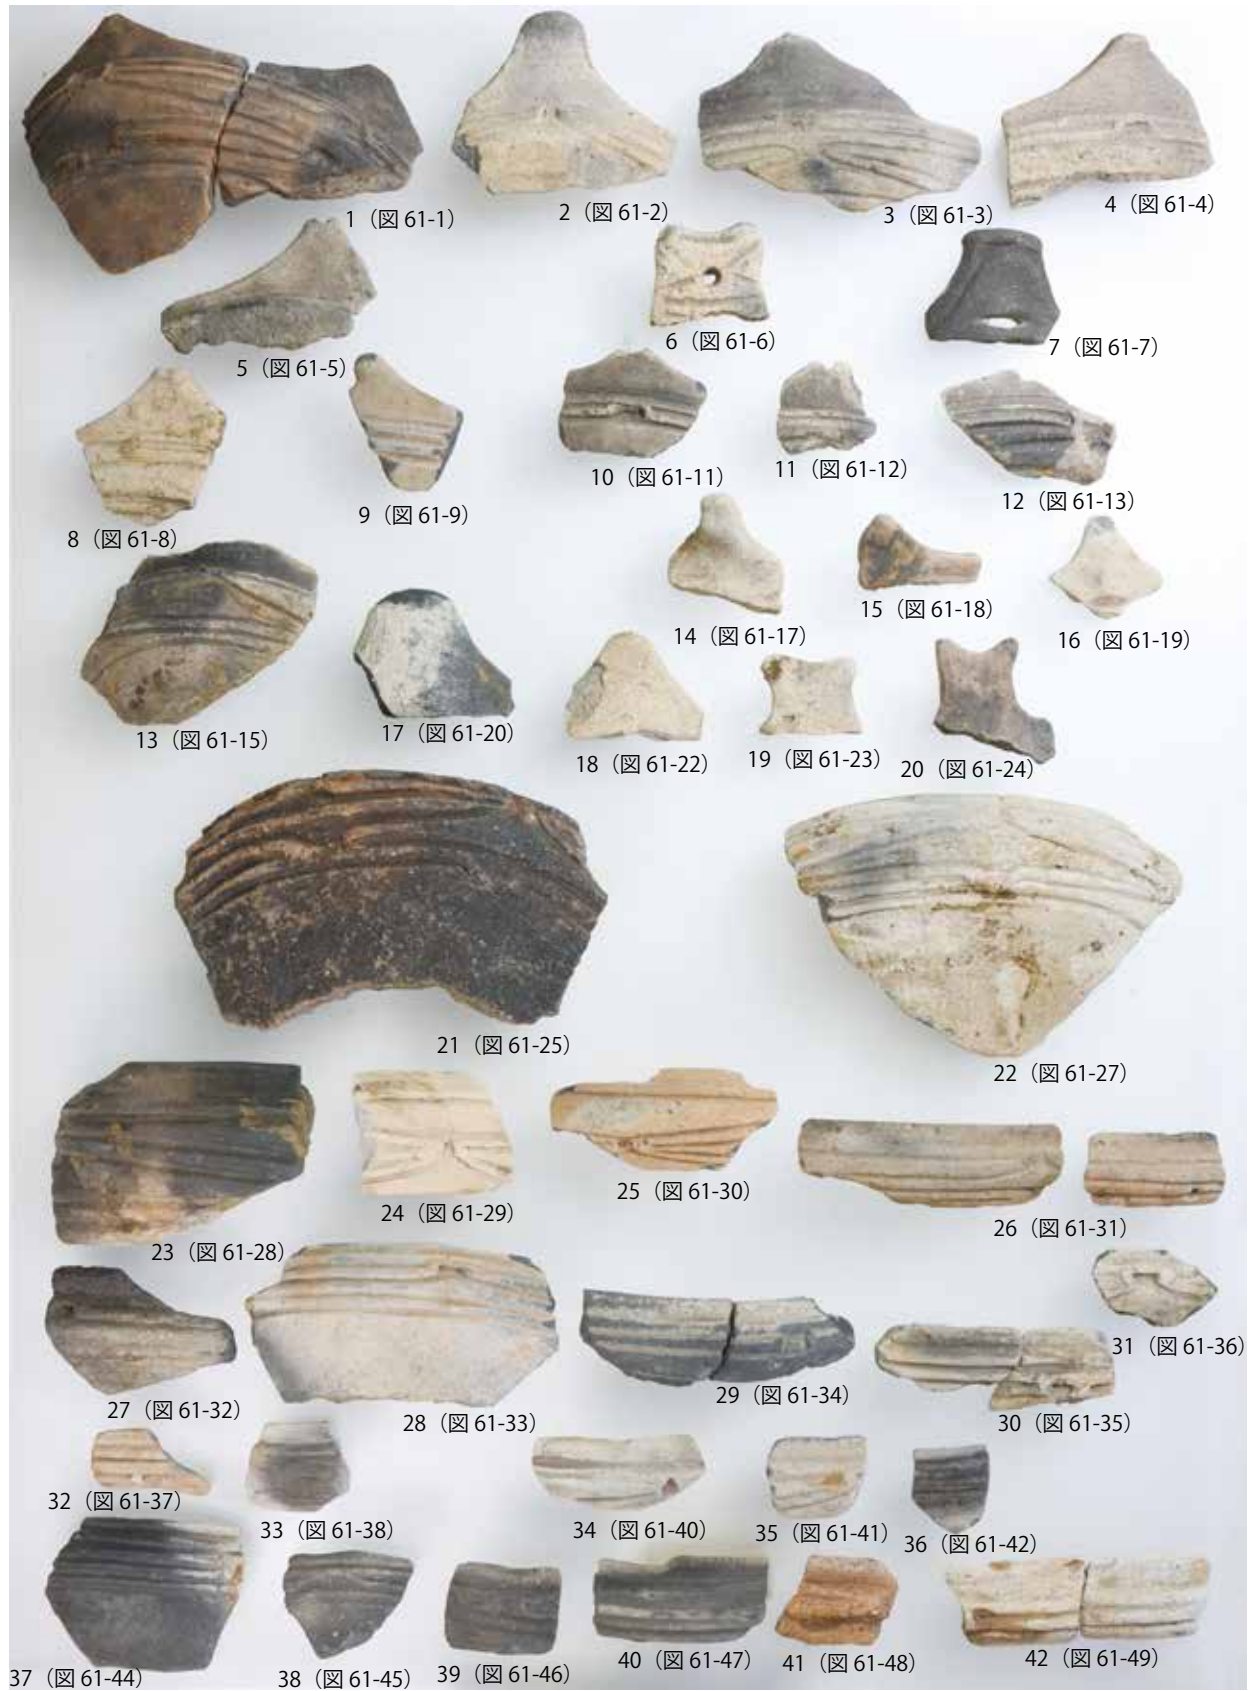 1（図 61-1）
2（図 61-2）
3（図 61-3）
4（図 61-4）
5（図 61-5）
6（図 61-6）
7（図 61-7）
8（図 61-8）
9（図 61-9）
10（図 61-11）
11（図 61-12）
12（図 61-13）
13（図 61-15）
14（図 61-17）
15（図 61-18）
16（図 61-19）
17（図 61-20）
18（図 61-22）
19（図 61-23）
20（図 61-24）
21（図 61-25）
22（図 61-27）
23（図 61-28）
24（図 61-29）
25（図 61-30）
26（図 61-31）
27（図 61-32）
28（図 61-33）
29（図 61-34）
30（図 61-35）
31（図 61-36）
32（図 61-37）
33（図 61-38）
34（図 61-40）
35（図 61-41）
36（図 61-42）
37（図 61-44）
38（図 61-45）
39（図 61-46）
40（図 61-47）
41（図 61-48）
42（図 61-49）